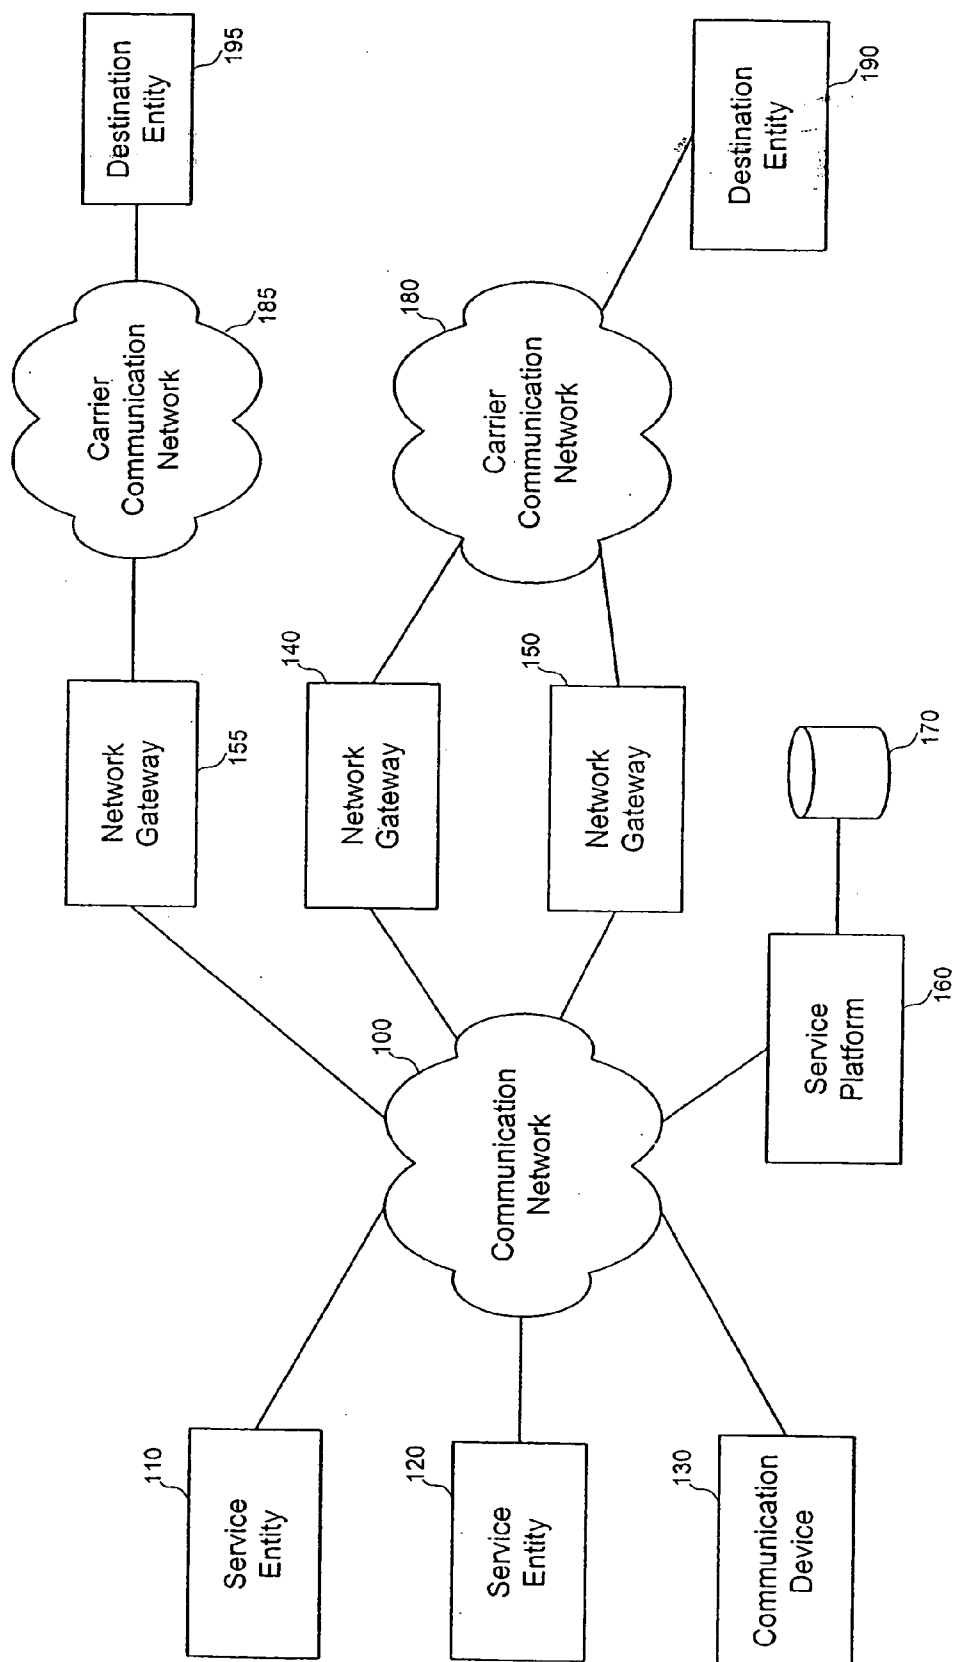 Service
Entity
110
Service
Entity
120
Communication
Device
130
Communication
Network
100
Service
Platform
160
170
Network
Gateway
155
Network
Gateway
140
Network
Gateway
150
Carrier
Communication
Network
185
Carrier
Communication
Network
180
Destination
Entity
195
Destination
Entity
190